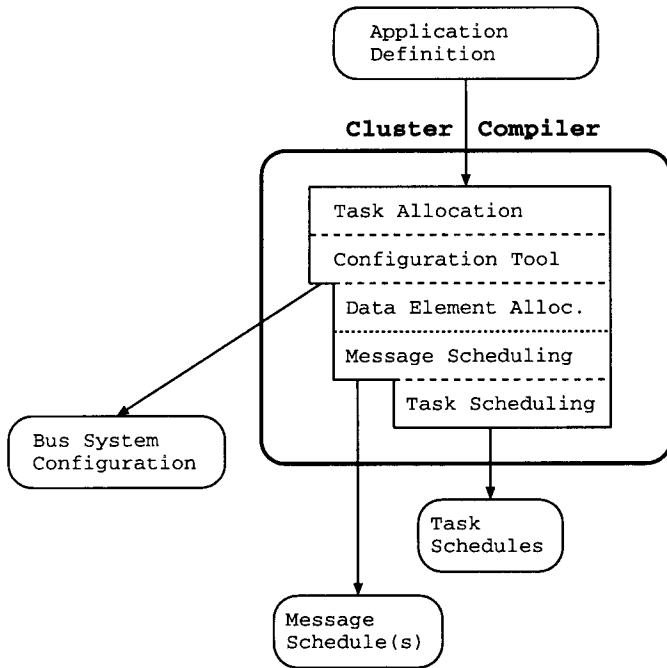 Application
Definition
Cluster Compiler
Task Allocation
Configuration Tool
Data Element Alloc.
Message Scheduling
Task Scheduling
Bus System
Configuration
Task
Schedules
Message
Schedule(s)